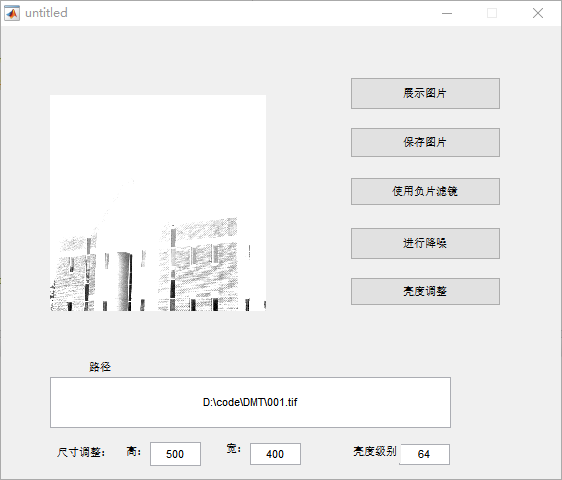 untitled
展示图片
保存图片
使用负片滤镜
进行降噪
亮度调整
路径
D:\code\DMT\001.tif
尺寸调整: 高: 500 宽: 400 亮度级别 64